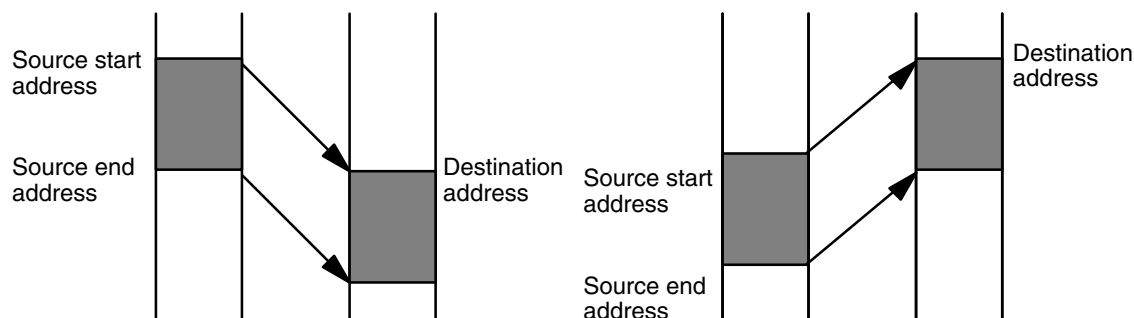 Source start
address
Source end
address
Destination
address
Source start
address
Source end
address
Destination
address